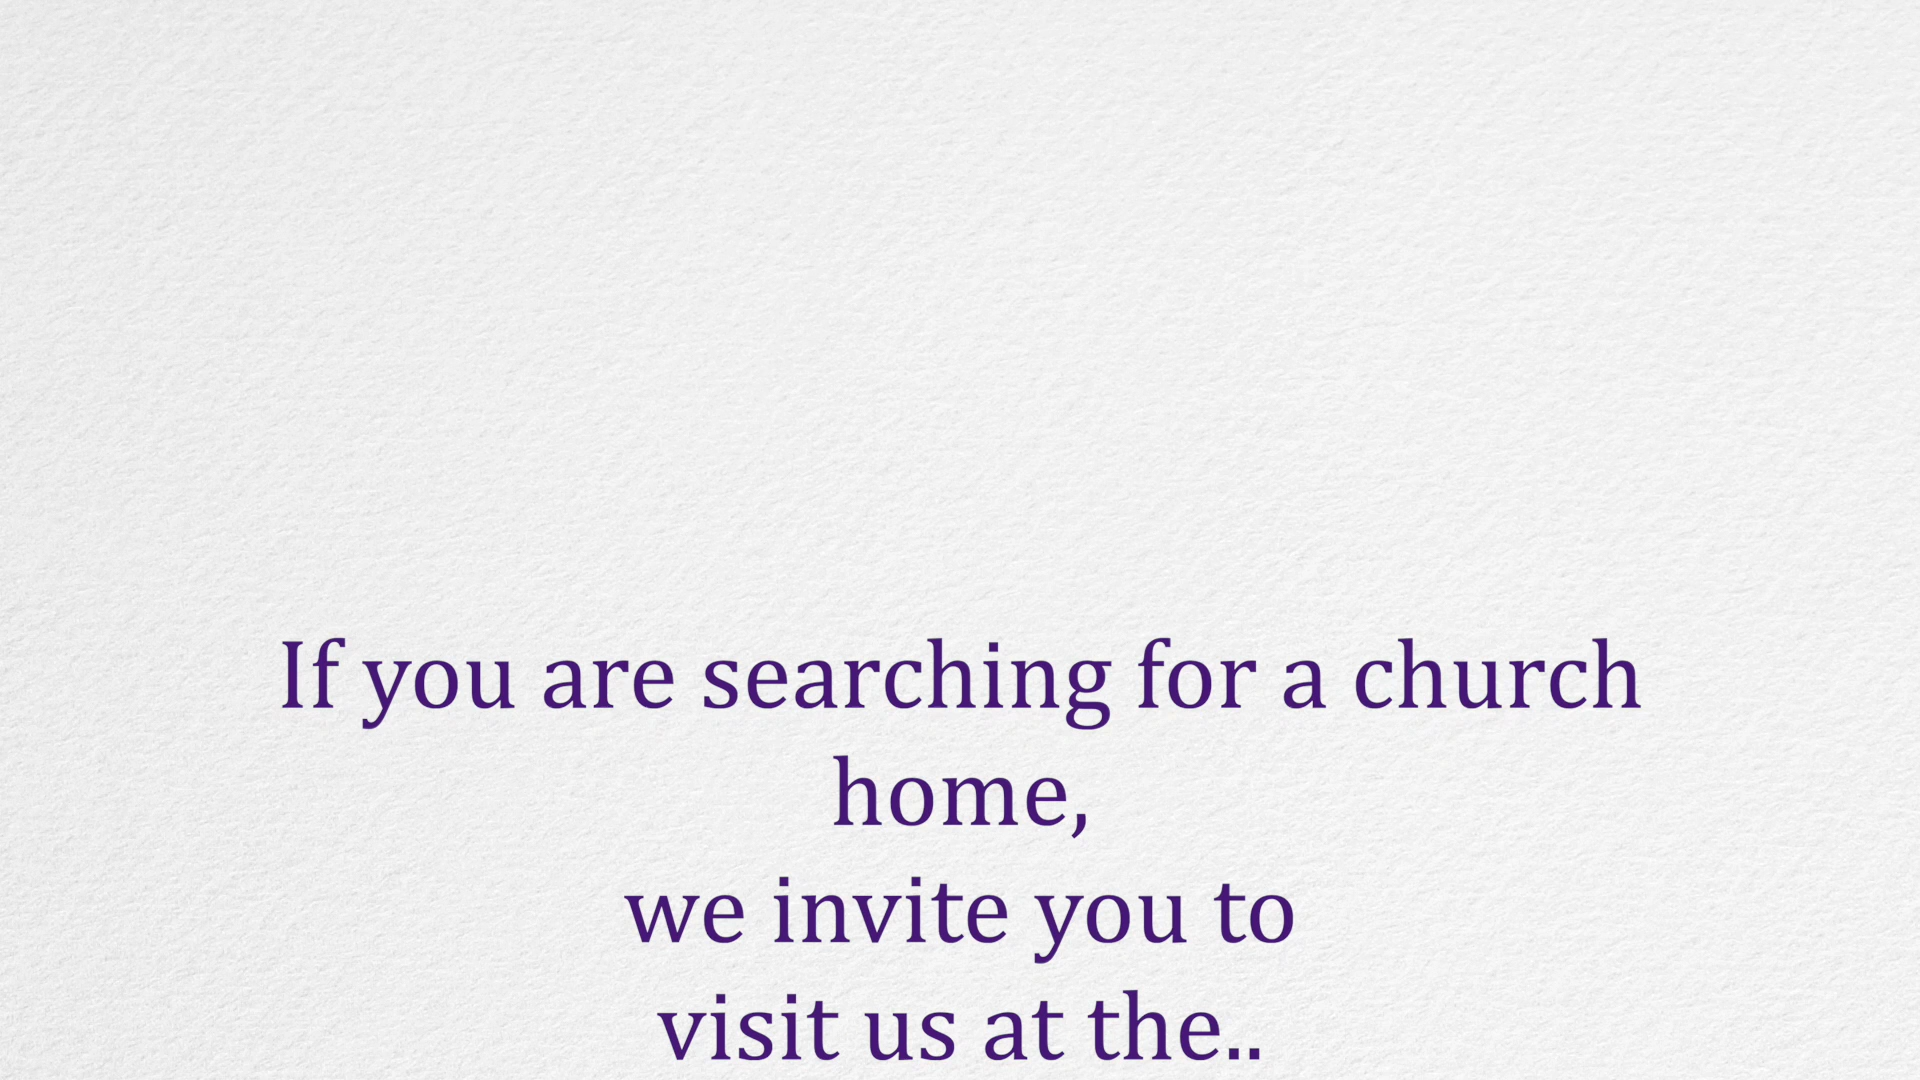 If you are searching for a church
home,
we invite you to
visit us at the..